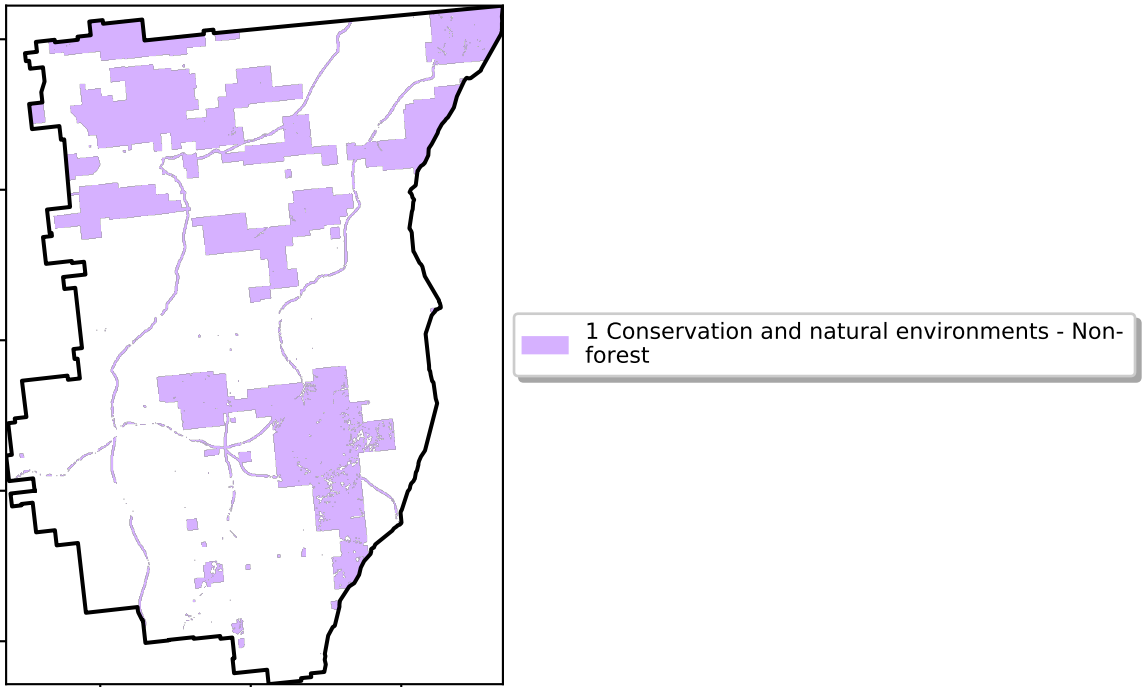 1 Conservation and natural environments - Non-
forest